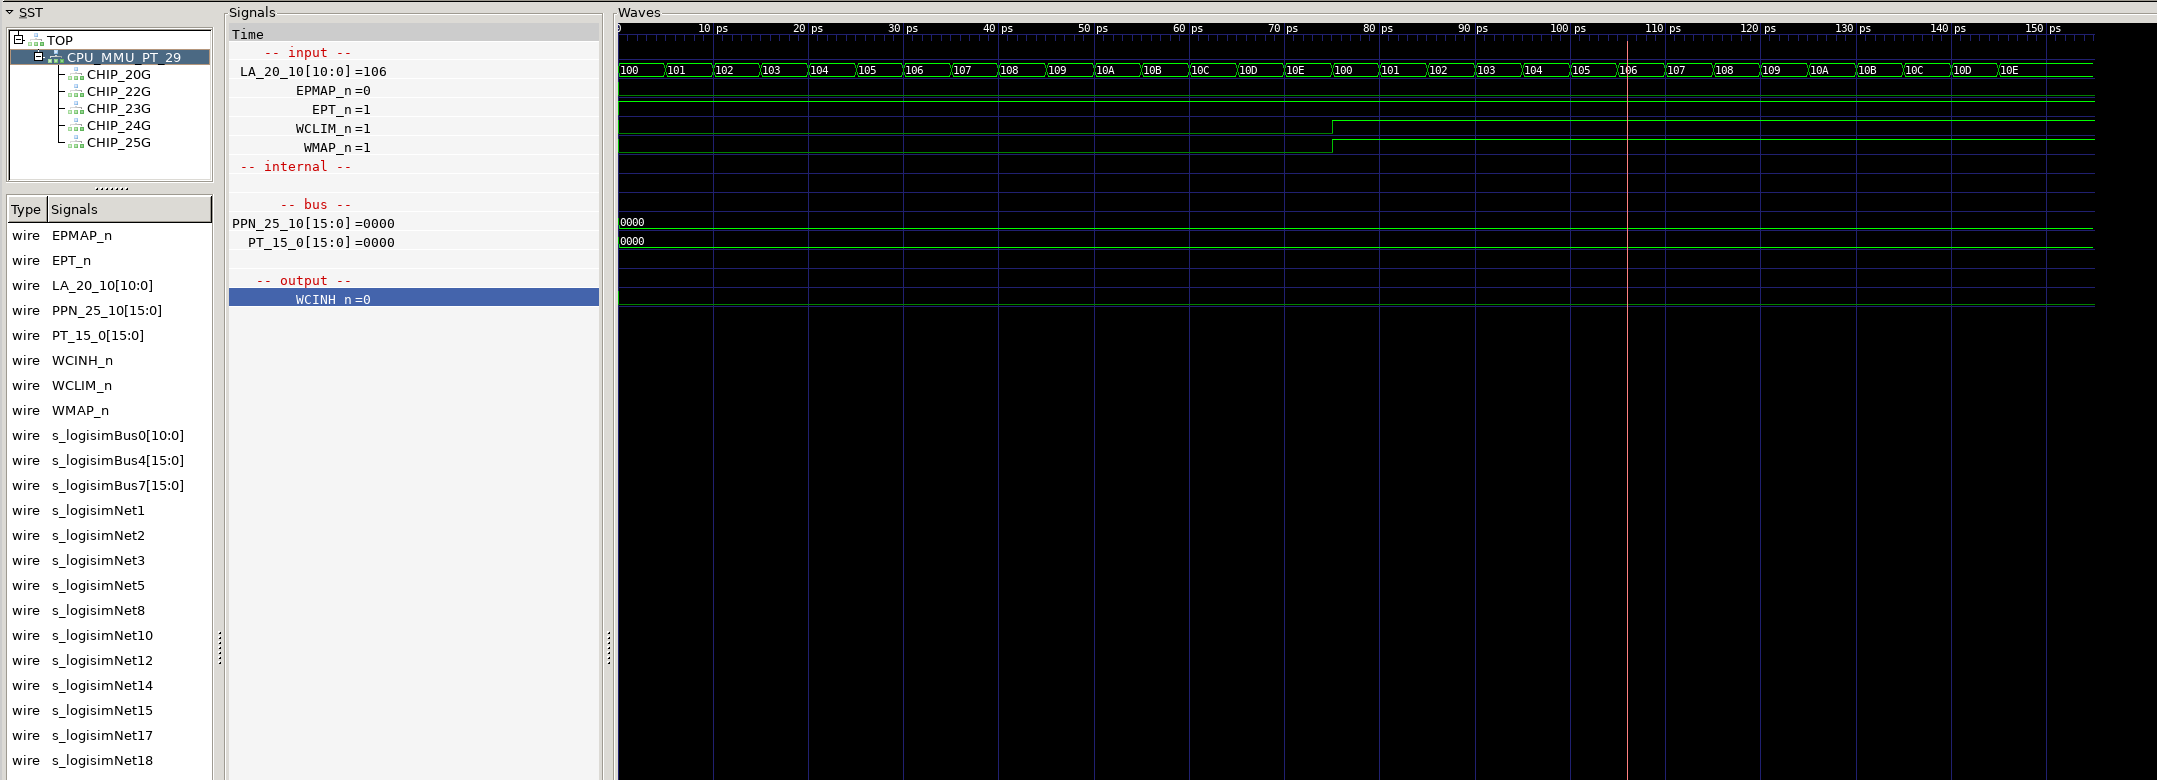 SST
TOP
CPU_MMU_PT_29
CHIP_20G
CHIP_22G
CHIP_23G
CHIP_24G
CHIP_25G
Type Signals
wire EPMAP_n
wire EPT_n
wire LA_20_10[10:0]
wire PPN_25_10[15:0]
wire PT_15_0[15:0]
wire WCINH_n
wire WCLIM_n
wire WMAP_n
wire s_logisimBus0[10:0]
wire s_logisimBus4[15:0]
wire s_logisimBus7[15:0]
wire s_logisimNet1
wire s_logisimNet2
wire s_logisimNet3
wire s_logisimNet5
wire s_logisimNet8
wire s_logisimNet10
wire s_logisimNet12
wire s_logisimNet14
wire s_logisimNet15
wire s_logisimNet17
wire s_logisimNet18
Signals
Time
-- input --
LA_20_10[10:0] =106
EPMAP_n =0
EPT_n =1
WCLIM_n =1
WMAP_n =1
-- internal --
-- bus --
PPN_25_10[15:0] =0000
PT_15_0[15:0] =0000
-- output --
WCINH_n =0
Waves
0 10 ps 20 ps 30 ps 40 ps 50 ps 60 ps 70 ps 80 ps 90 ps 100 ps 110 ps 120 ps 130 ps 140 ps 150 ps
100 101 102 103 104 105 106 107 108 109 10A 10B 10C 10D 10E 100 101 102 103 104 105 106 107 108 109 10A 10B 10C 10D 10E
0000
0000